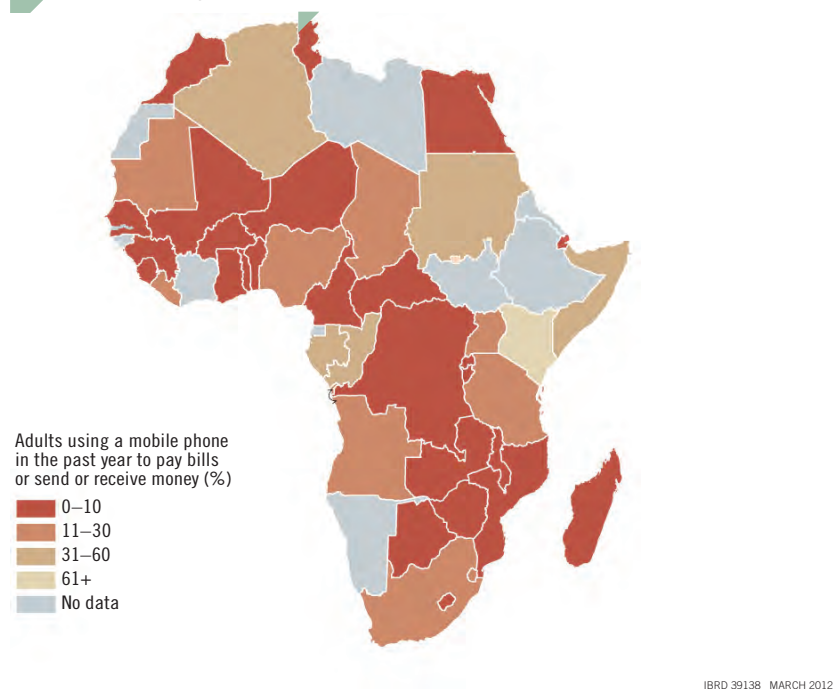 Adults using a mobile phone
in the past year to pay bills
or send or receive money (%)
0–10
11–30
31–60
61+
No data
IBRD 39138 MARCH 2012